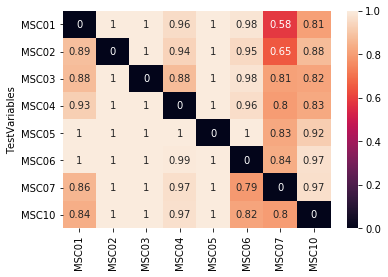 MSC01 0 1 1 0.96 1 0.98 0.58 0.81
MSC02 0.89 0 1 0.94 1 0.95 0.65 0.88
MSC03 0.88 1 0 0.88 1 0.98 0.81 0.82
MSC04 0.93 1 1 0 1 0.96 0.8 0.83
MSC05 1 1 1 1 0 1 0.83 0.92
MSC06 1 1 1 0.99 1 0 0.84 0.97
MSC07 0.86 1 1 0.97 1 0.79 0 0.97
MSC10 0.84 1 1 0.97 1 0.82 0.8 0
TestVariables
MSC01 MSC02 MSC03 MSC04 MSC05 MSC06 MSC07 MSC10
1.0
0.8
0.6
0.4
0.2
0.0